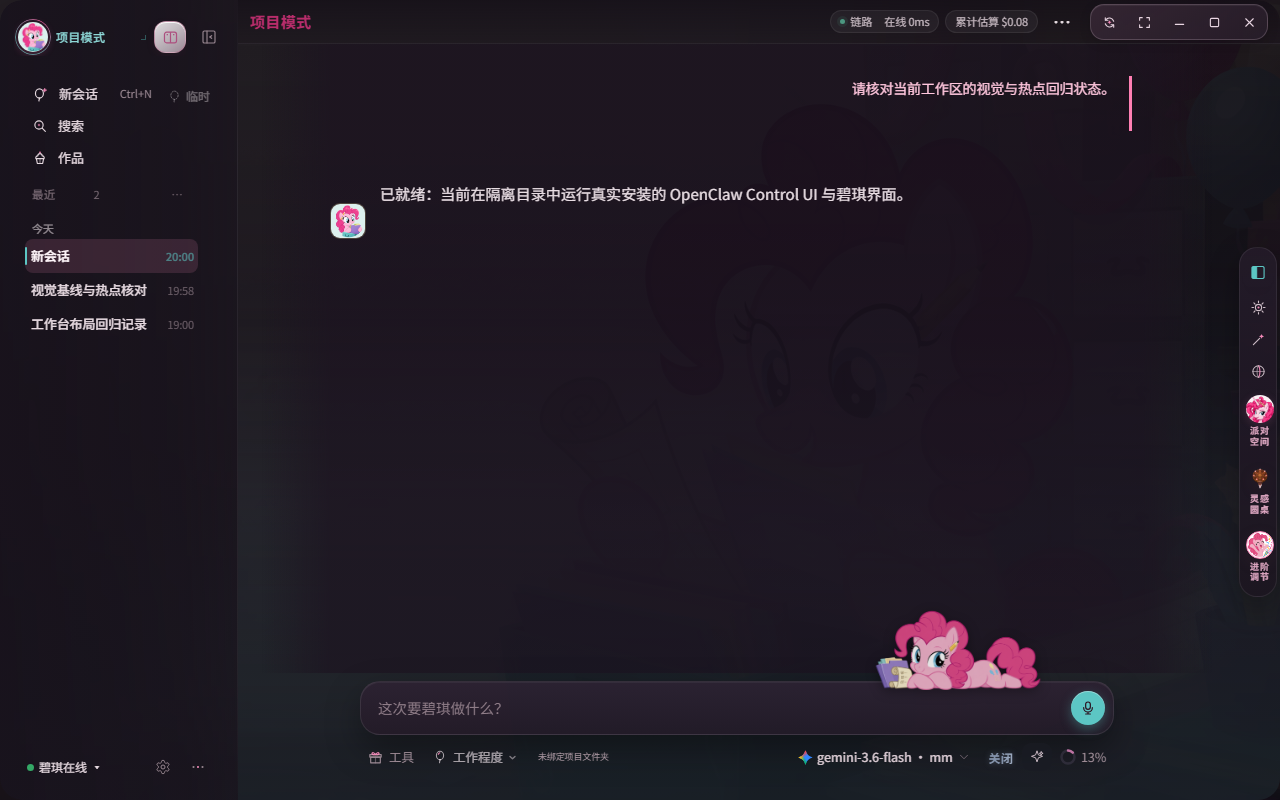 项目模式
新会话 Ctrl+N 临时
搜索
作品
最近 2
今天
新会话 20:00
视觉基线与热点核对 19:58
工作台布局回归记录 19:00
碧琪在线
项目模式
链路 在线 0ms
累计估算 $0.08
请核对当前工作区的视觉与热点回归状态。
已就绪：当前在隔离目录中运行真实安装的 OpenClaw Control UI 与碧琪界面。
派对
空间
灵感
圆桌
进阶
调节
这次要碧琪做什么？
工具 工作程度 未绑定项目文件夹 gemini-3.6-flash • mm 关闭 13%